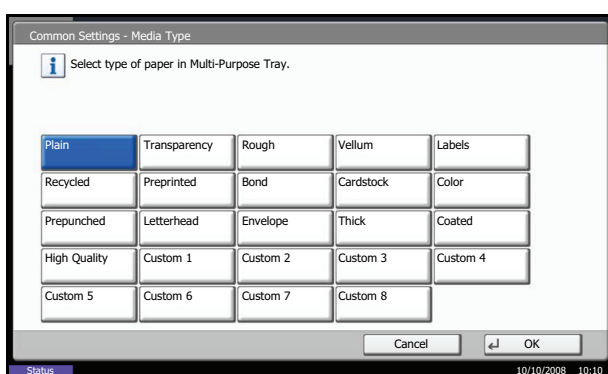 Common Settings - Media Type
Select type of paper in Multi-Purpose Tray.
Plain Transparency Rough Vellum Labels
Recycled Preprinted Bond Cardstock Color
Prepunched Letterhead Envelope Thick Coated
High Quality Custom 1 Custom 2 Custom 3 Custom 4
Custom 5 Custom 6 Custom 7 Custom 8
Cancel OK
Status 10/10/2008 10:10